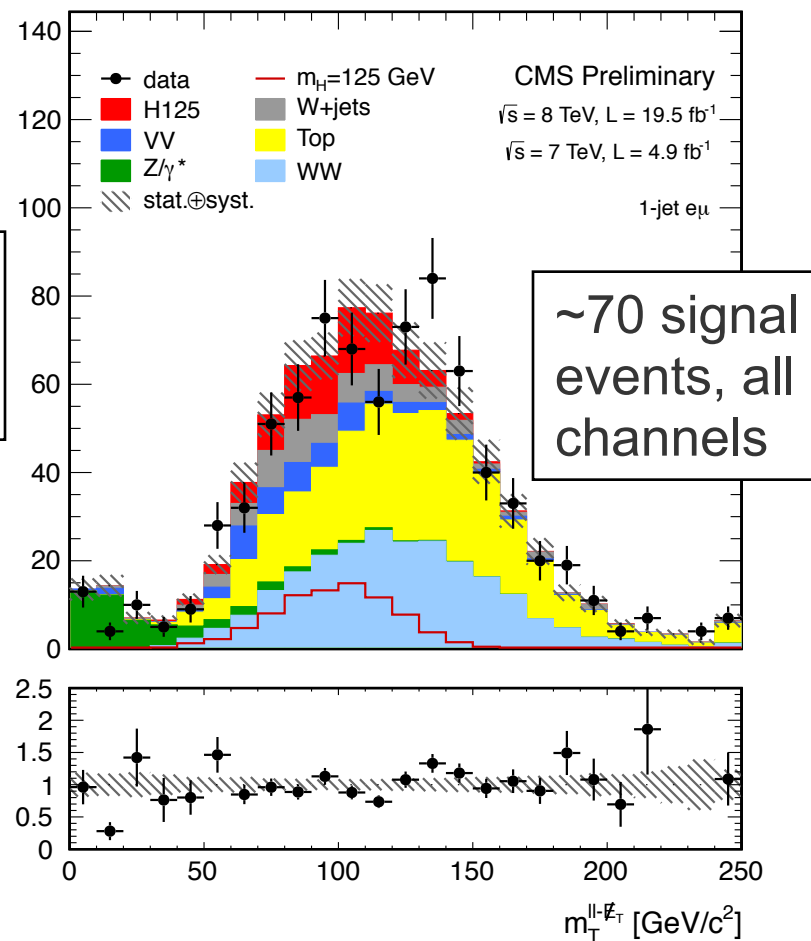 140
120
100
80
60
40
20
0
data
H125
VV
Z/γ*
stat.⊕syst.
m_H=125 GeV
W+jets
Top
WW
CMS Preliminary
√s = 8 TeV, L = 19.5 fb⁻¹
√s = 7 TeV, L = 4.9 fb⁻¹
1-jet eμ
~70 signal
events, all
channels
2.5
2
1.5
1
0.5
0
0 50 100 150 200 250
m_T^{ll-E̸_T} [GeV/c²]